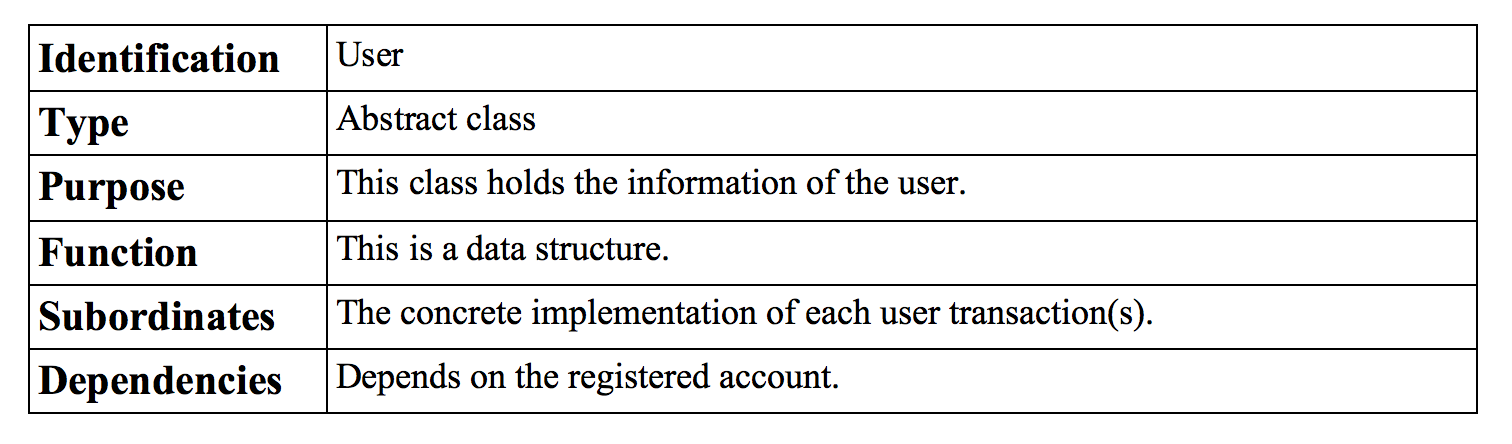 Identification User
Type Abstract class
Purpose This class holds the information of the user.
Function This is a data structure.
Subordinates The concrete implementation of each user transaction(s).
Dependencies Depends on the registered account.